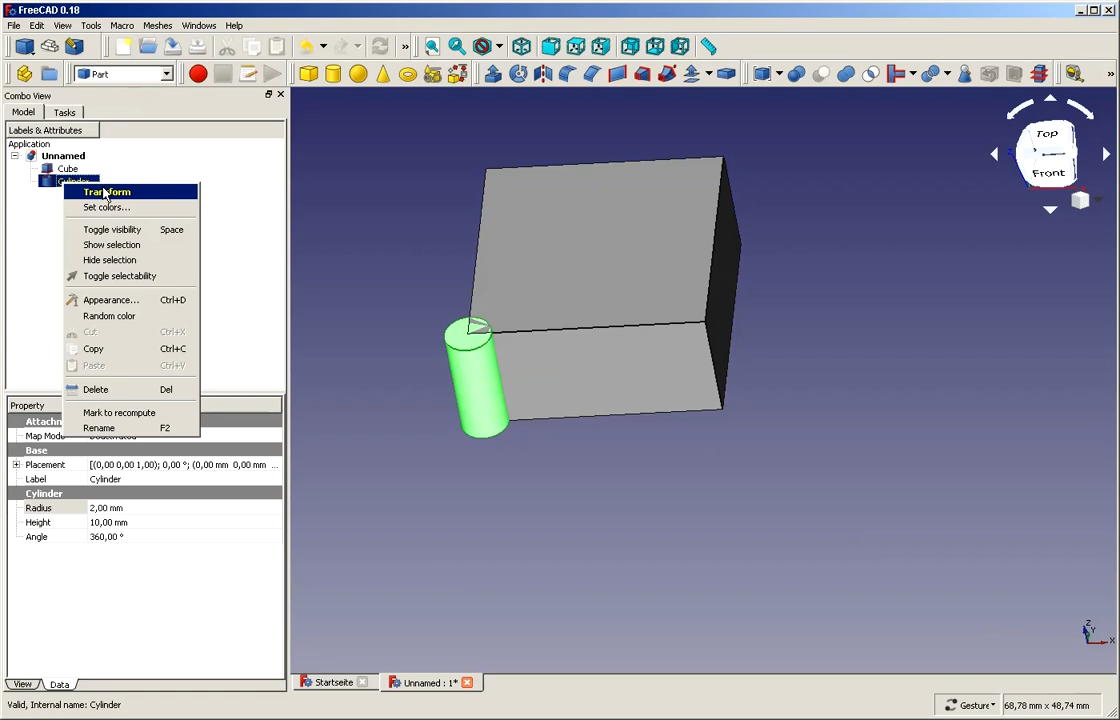 FreeCAD 0.18
File Edit View Tools Macro Meshes Windows Help
Part
Combo View
Model Tasks
Labels & Attributes
Application
Unnamed
Cube
Transform
Set colors...
Toggle visibility Space
Show selection
Hide selection
Toggle selectability
Appearance... Ctrl+D
Random color
Cut Ctrl+X
Copy Ctrl+C
Paste Ctrl+V
Delete Del
Mark to recompute
Rename F2
Property
Attachm
Map Mode Deactivated
Base
Placement [(0,00 0,00 1,00); 0,00 °; (0,00 mm 0,00 mm ...
Label Cylinder
Cylinder
Radius 2,00 mm
Height 10,00 mm
Angle 360,00 °
View Data
Top
Front
Z
Y
X
Startseite Unnamed : 1*
Valid, Internal name: Cylinder
Gesture 68,78 mm x 48,74 mm